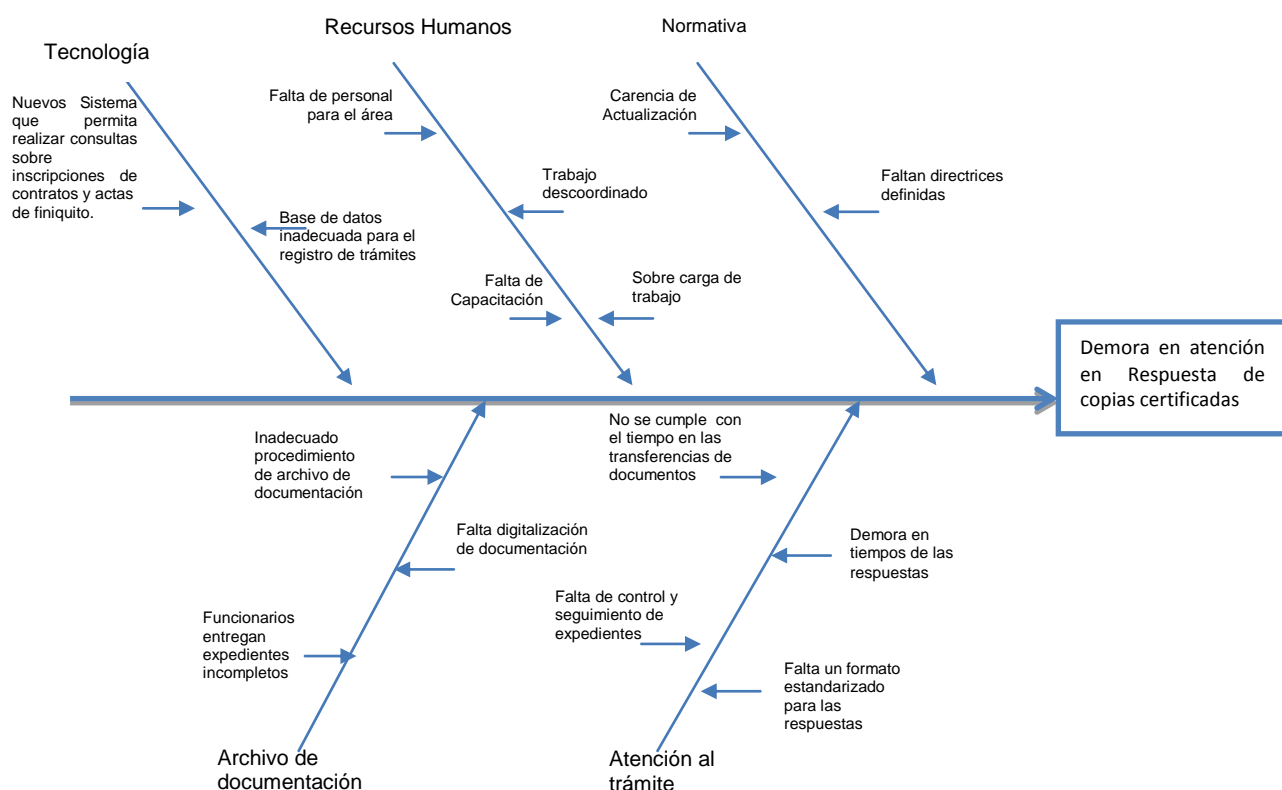 Tecnología
Recursos Humanos
Normativa
Nuevos Sistema
que permita
realizar consultas
sobre
inscripciones de
contratos y actas
de finiquito.
Base de datos
inadecuada para el
registro de trámites
Falta de personal
para el área
Trabajo
descoordinado
Falta de
Capacitación
Sobre carga de
trabajo
Carencia de
Actualización
Faltan directrices
definidas
Demora en atención
en Respuesta de
copias certificadas
Inadecuado
procedimiento
de archivo de
documentación
Falta digitalización
de documentación
Funcionarios
entregan
expedientes
incompletos
Archivo de
documentación
No se cumple con
el tiempo en las
transferencias de
documentos
Demora en
tiempos de las
respuestas
Falta de control y
seguimiento de
expedientes
Falta un formato
estandarizado
para las
respuestas
Atención al
trámite